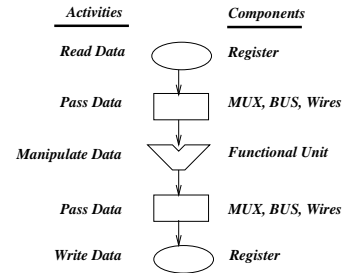 Activities Components
Read Data Register
Pass Data MUX, BUS, Wires
Manipulate Data Functional Unit
Pass Data MUX, BUS, Wires
Write Data Register